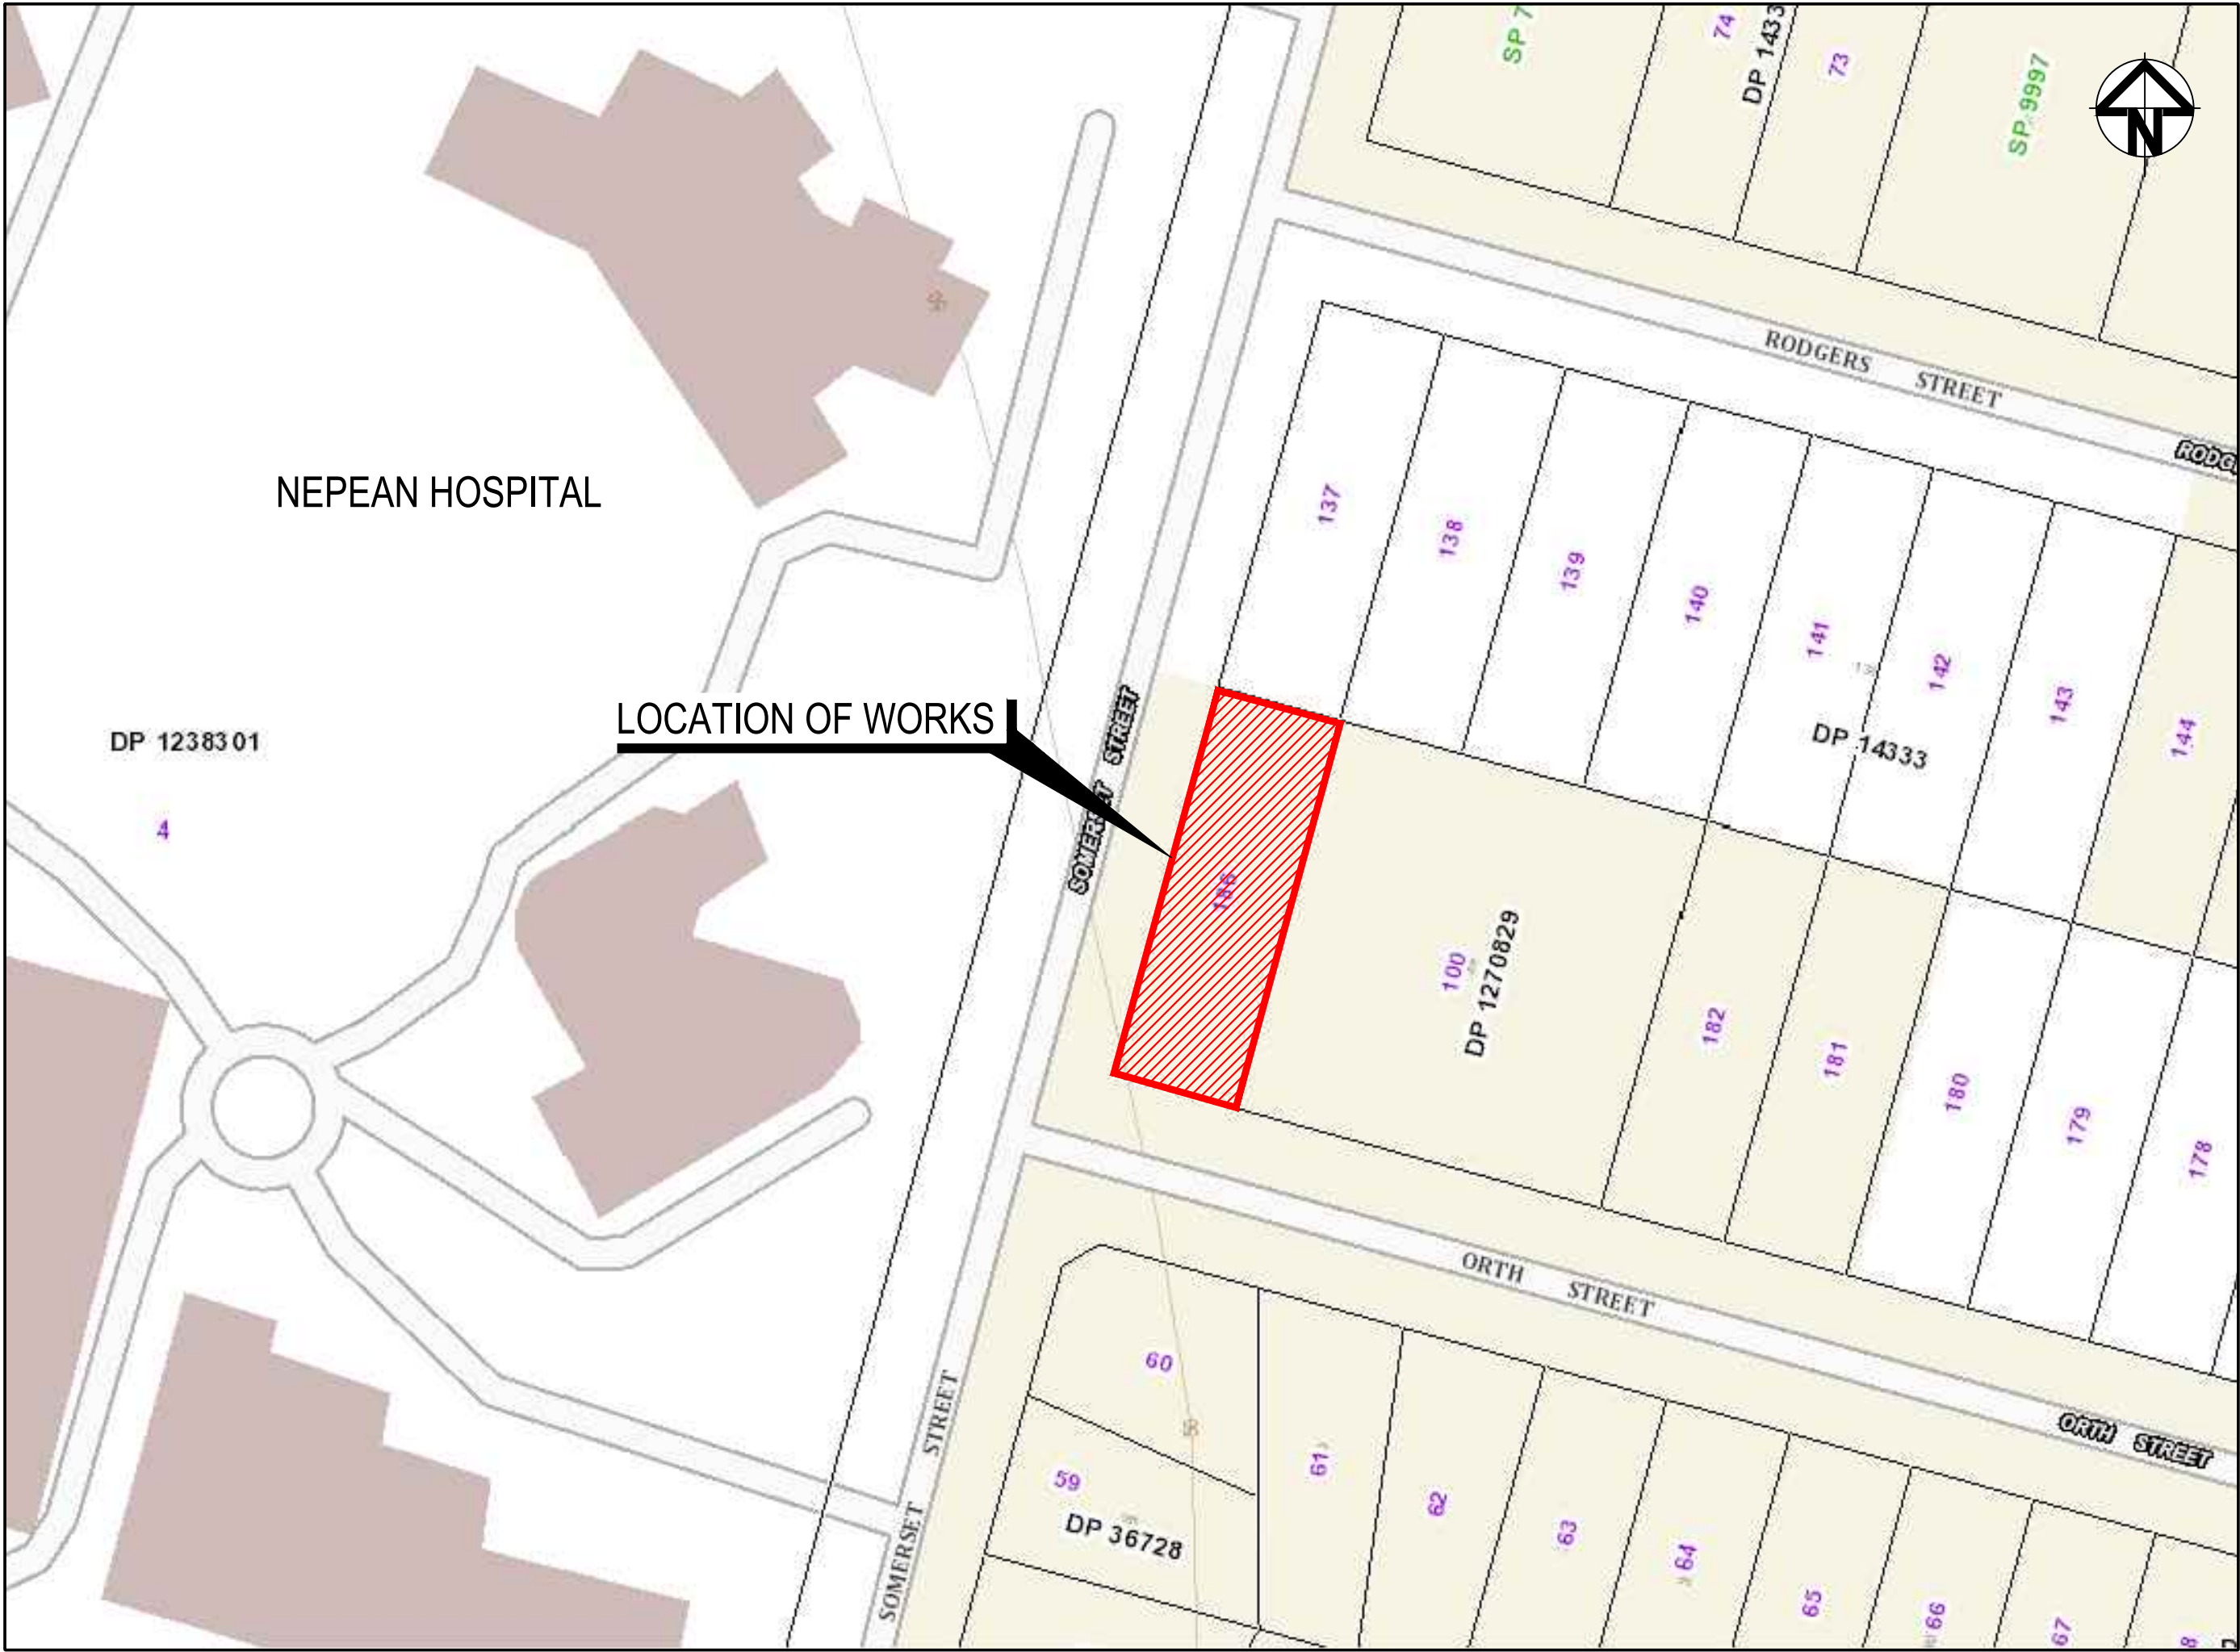 SP 7
74
DP 1433
73
SP 9997
N
RODGERS STREET
RODG
NEPEAN HOSPITAL
137
138
139
140
141
142
143
144
DP 14333
LOCATION OF WORKS
SOMERSET STREET
DP 1238301
4
186
100
DP 1270829
182
181
180
179
178
ORTH STREET
ORTH STREET
60
59
DP 36728
61
62
63
64
65
66
67
8
SOMERSET STREET